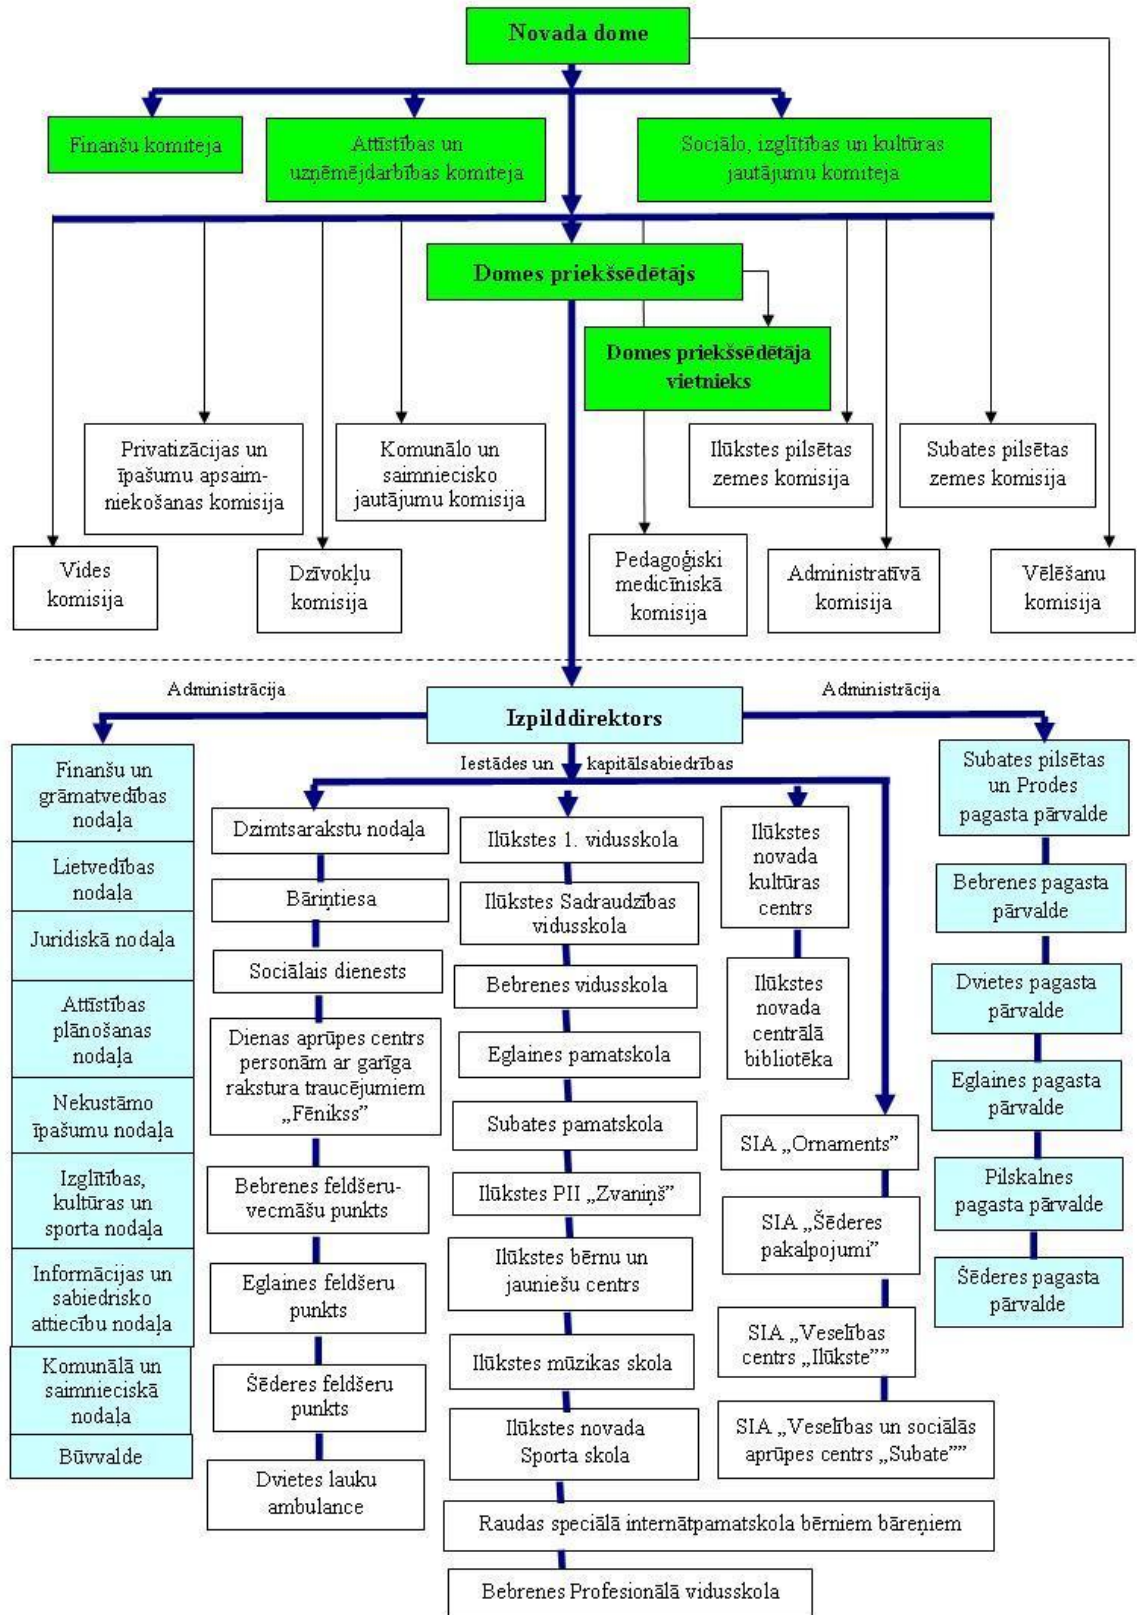 Novada dome
Finanšu komiteja
Attīstības un
uzņēmējdarbības komiteja
Sociālo, izglītības un kultūras
jautājumu komiteja
Domes priekšsēdētājs
Domes priekšsēdētāja
vietnieks
Privatizācijas un
īpašumu apsaim-
niekošanas komisija
Komunālo un
saimniecisko
jautājumu komisija
Ilūkstes pilsētas
zemes komisija
Subates pilsētas
zemes komisija
Vides
komisija
Dzīvokļu
komisija
Pedagoģiski
medicīniskā
komisija
Administratīvā
komisija
Vēlēšanu
komisija
Administrācija
Izpilddirektors
Administrācija
Iestādes un kapitālsabiedrības
Finanšu un
grāmatvedības
nodaļa
Lietvedības
nodaļa
Juridiskā nodaļa
Attīstības
plānošanas
nodaļa
Nekustāmo
īpašumu nodaļa
Izglītības,
kultūras un
sporta nodaļa
Informācijas un
sabiedrisko
attiecību nodaļa
Komunālā un
saimnieciskā
nodaļa
Būvvalde
Dzimtsarakstu nodaļa
Bāriņtiesa
Sociālais dienests
Dienas aprūpes centrs
personām ar garīga
rakstura traucējumiem
„Fēnikss”
Bebrenes feldšeru-
vecmāšu punkts
Eglaines feldšeru
punkts
Šēderes feldšeru
punkts
Dvietes lauku
ambulance
Ilūkstes 1. vidusskola
Ilūkstes Sadraudzības
vidusskola
Bebrenes vidusskola
Eglaines pamatskola
Subates pamatskola
Ilūkstes PII „Zvaniņš”
Ilūkstes bērnu un
jauniešu centrs
Ilūkstes mūzikas skola
Ilūkstes novada
Sporta skola
Raudas speciālā internātpamatskola bērniem bāreņiem
Bebrenes Profesionālā vidusskola
Ilūkstes
novada
kultūras
centrs
Ilūkstes
novada
centrālā
bibliotēka
SIA „Ornaments”
SIA „Šēderes
pakalpojumi”
SIA „Veselības
centrs „Ilūkste””
SIA „Veselības un sociālās
aprūpes centrs „Subate””
Subates pilsētas
un Prodes
pagasta pārvalde
Bebrenes pagasta
pārvalde
Dvietes pagasta
pārvalde
Eglaines pagasta
pārvalde
Pilskalnes
pagasta pārvalde
Šēderes pagasta
pārvalde